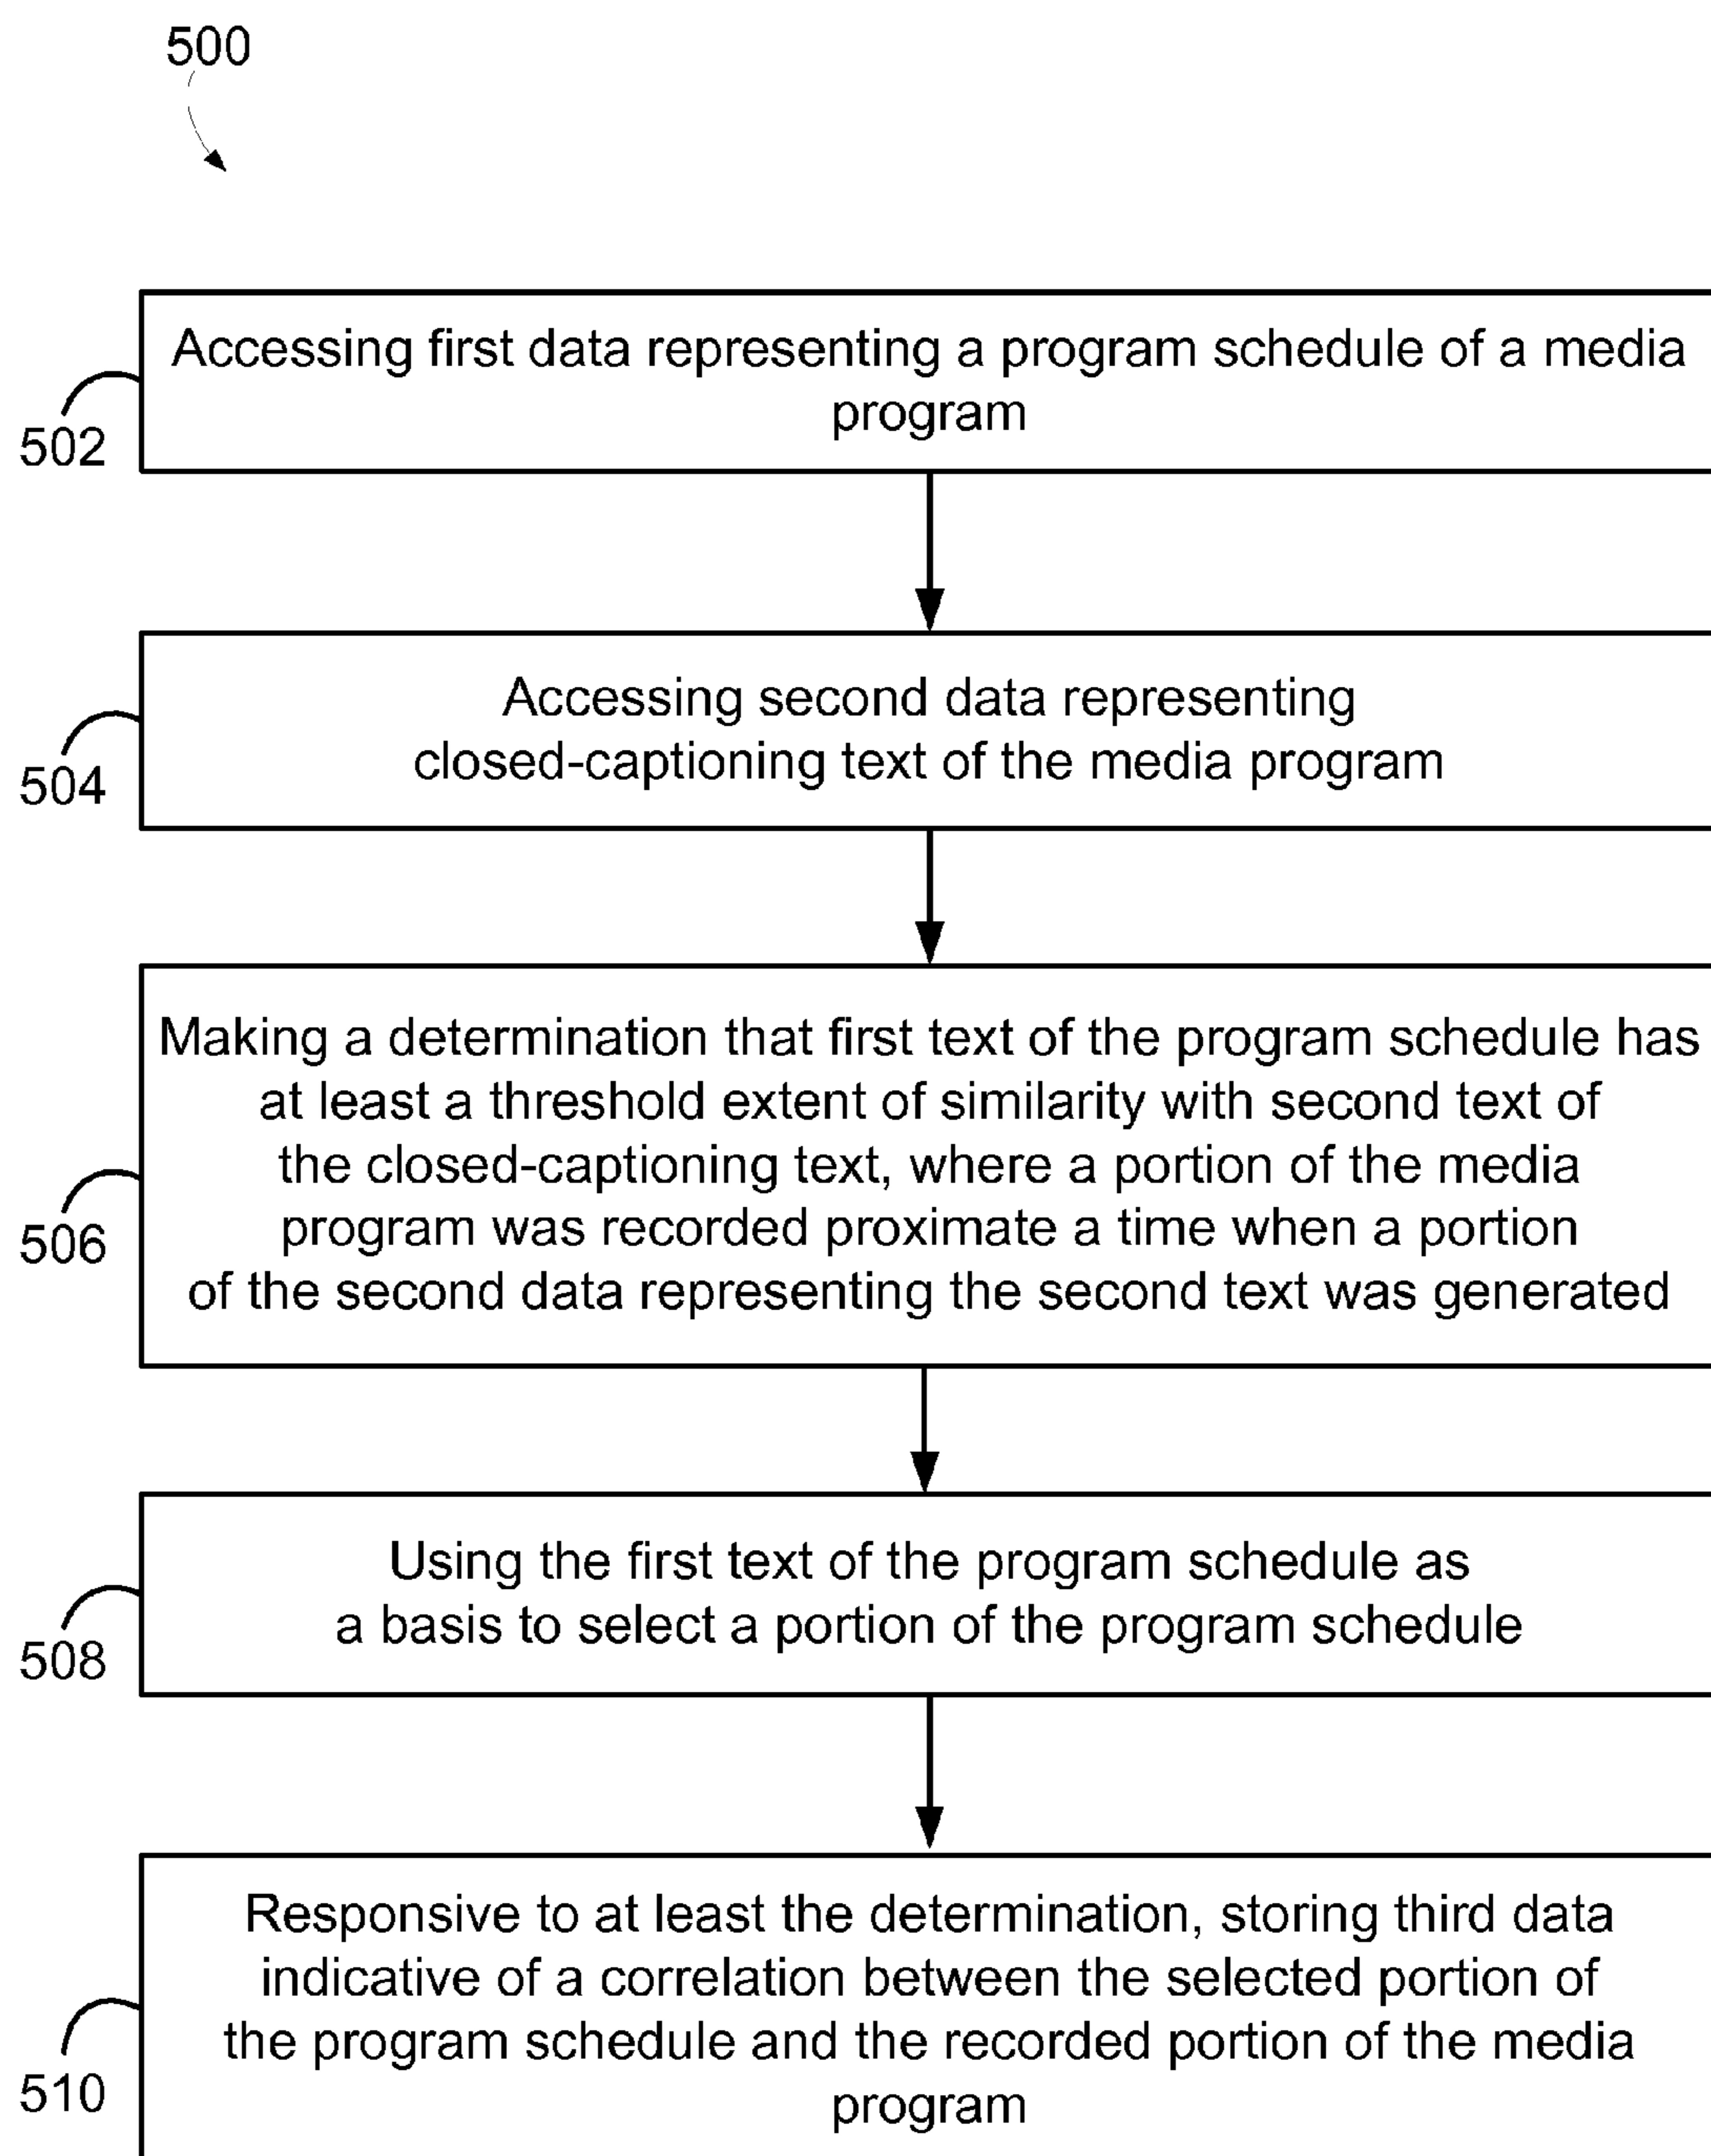 500
Accessing first data representing a program schedule of a media
program
502
Accessing second data representing
closed-captioning text of the media program
504
Making a determination that first text of the program schedule has
at least a threshold extent of similarity with second text of
the closed-captioning text, where a portion of the media
program was recorded proximate a time when a portion
of the second data representing the second text was generated
506
Using the first text of the program schedule as
a basis to select a portion of the program schedule
508
Responsive to at least the determination, storing third data
indicative of a correlation between the selected portion of
the program schedule and the recorded portion of the media
program
510